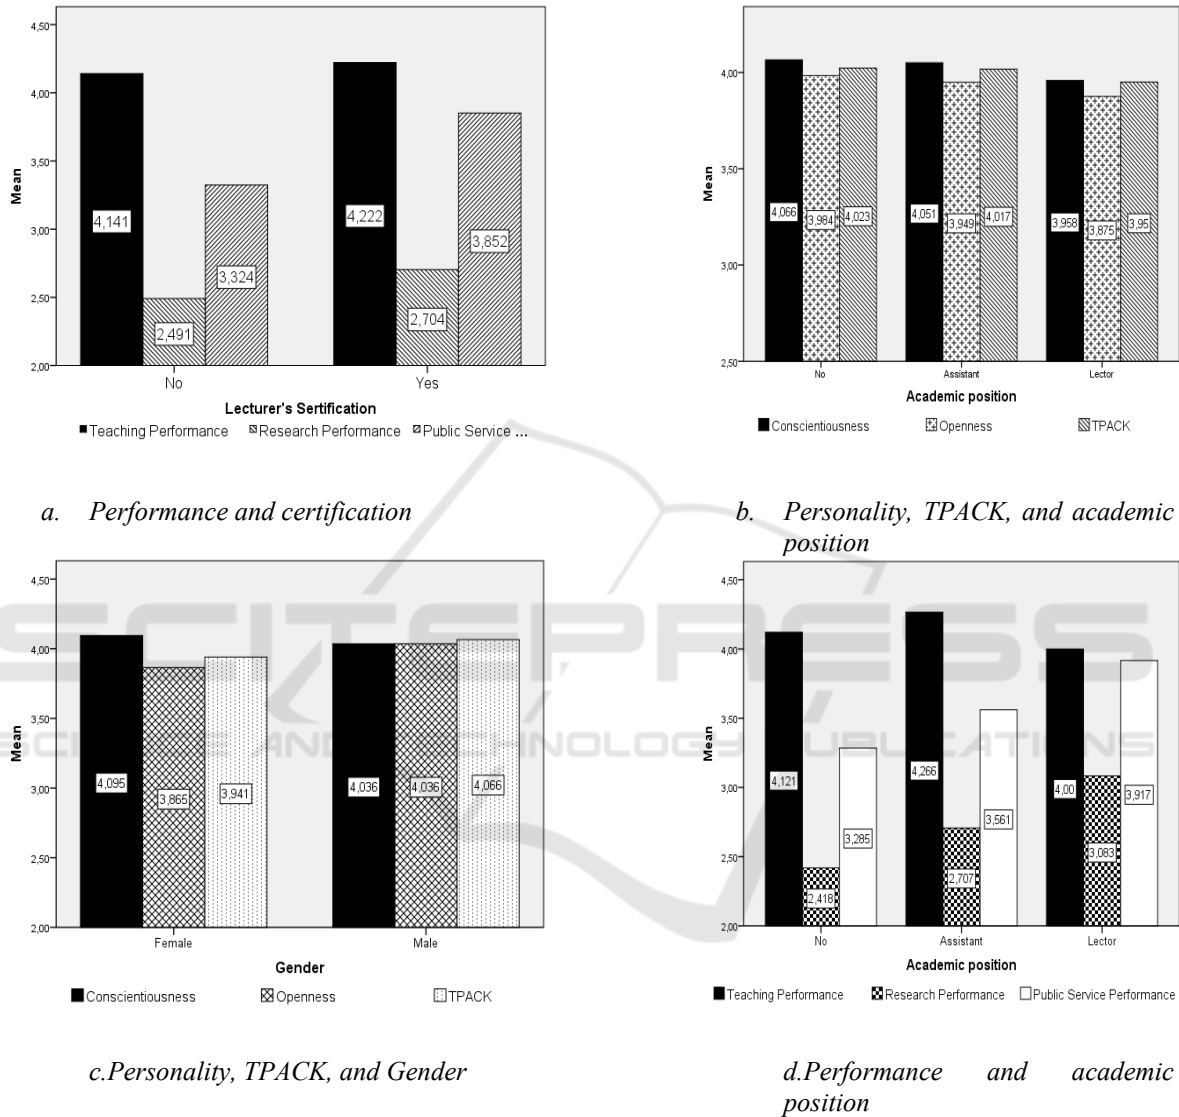 4,50
4,00
3,50
3,00
2,50
2,00
Mean
4,141
2,491
3,324
4,222
2,704
3,852
No Yes
Lecturer's Sertification
Teaching Performance Research Performance Public Service ...
a. Performance and certification
4,00
3,50
3,00
2,50
Mean
4,066
3,984
4,023
4,051
3,949
4,017
3,958
3,875
3,95
No Assistant Lector
Academic position
Conscientiousness Openness TPACK
b. Personality, TPACK, and academic
position
4,50
4,00
3,50
3,00
2,50
2,00
Mean
4,095
3,865
3,941
4,036
4,036
4,066
Female Male
Gender
Conscientiousness Openness TPACK
c.Personality, TPACK, and Gender
4,50
4,00
3,50
3,00
2,50
2,00
Mean
4,121
2,418
3,285
4,266
2,707
3,561
4,00
3,083
3,917
No Assistant Lector
Academic position
Teaching Performance Research Performance Public Service Performance
d.Performance and academic
position
SCITEPRESS
SCIENCE AND TECHNOLOGY PUBLICATIONS